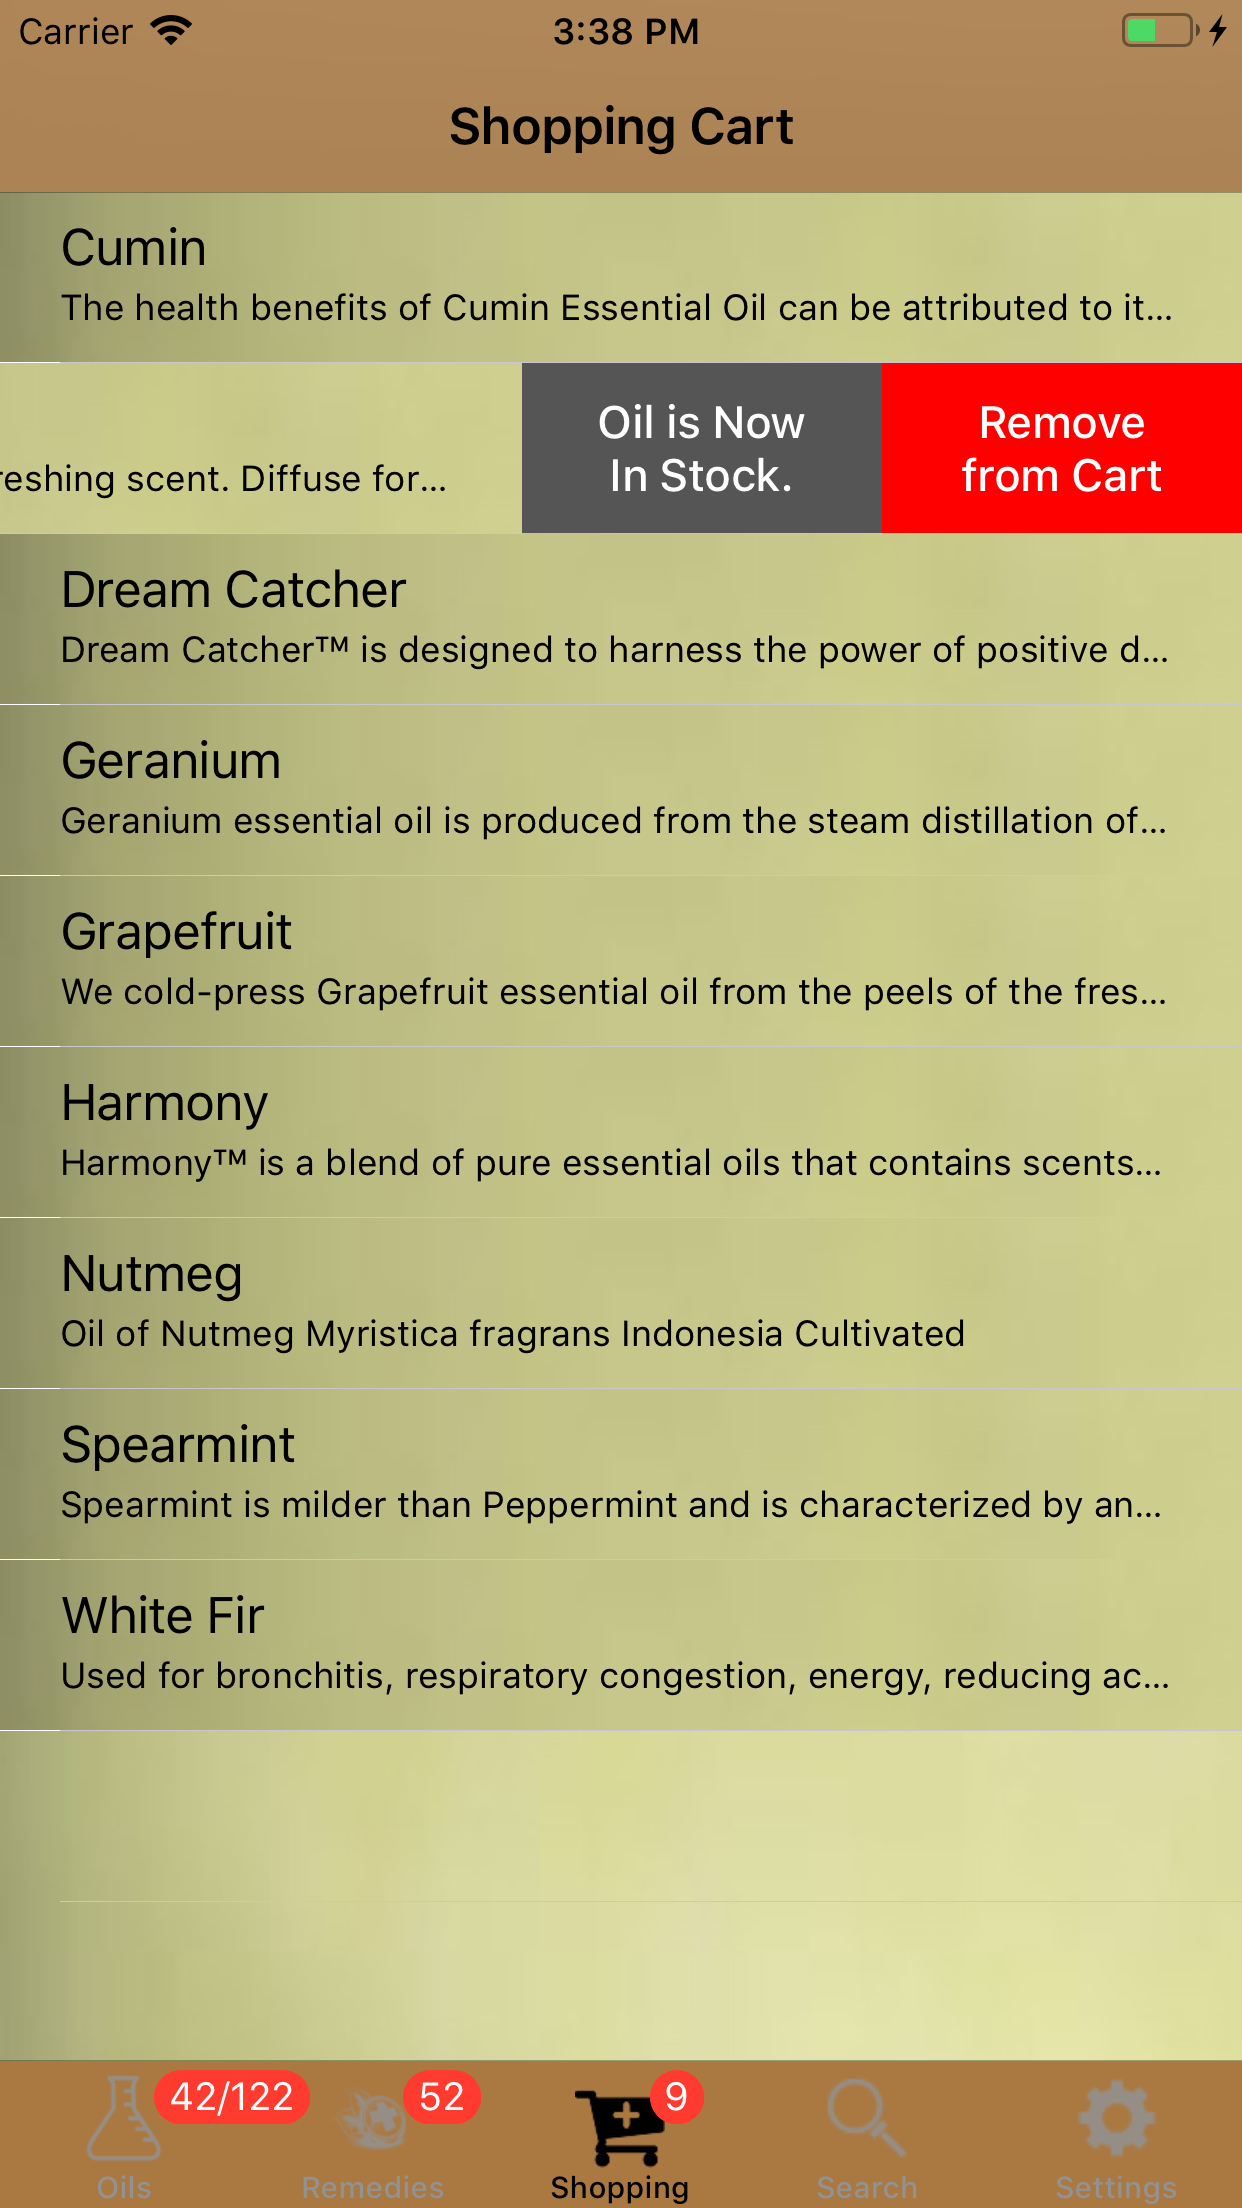 Carrier 3:38 PM
Shopping Cart
Cumin
The health benefits of Cumin Essential Oil can be attributed to it...
scent. Diffuse for...
Oil is Now
In Stock.
Remove
from Cart
Dream Catcher
Dream Catcher™ is designed to harness the power of positive d...
Geranium
Geranium essential oil is produced from the steam distillation of...
Grapefruit
We cold-press Grapefruit essential oil from the peels of the fres...
Harmony
Harmony™ is a blend of pure essential oils that contains scents...
Nutmeg
Oil of Nutmeg Myristica fragrans Indonesia Cultivated
Spearmint
Spearmint is milder than Peppermint and is characterized by an...
White Fir
Used for bronchitis, respiratory congestion, energy, reducing ac...
42/122 52 9
Oils Remedies Shopping Search Settings